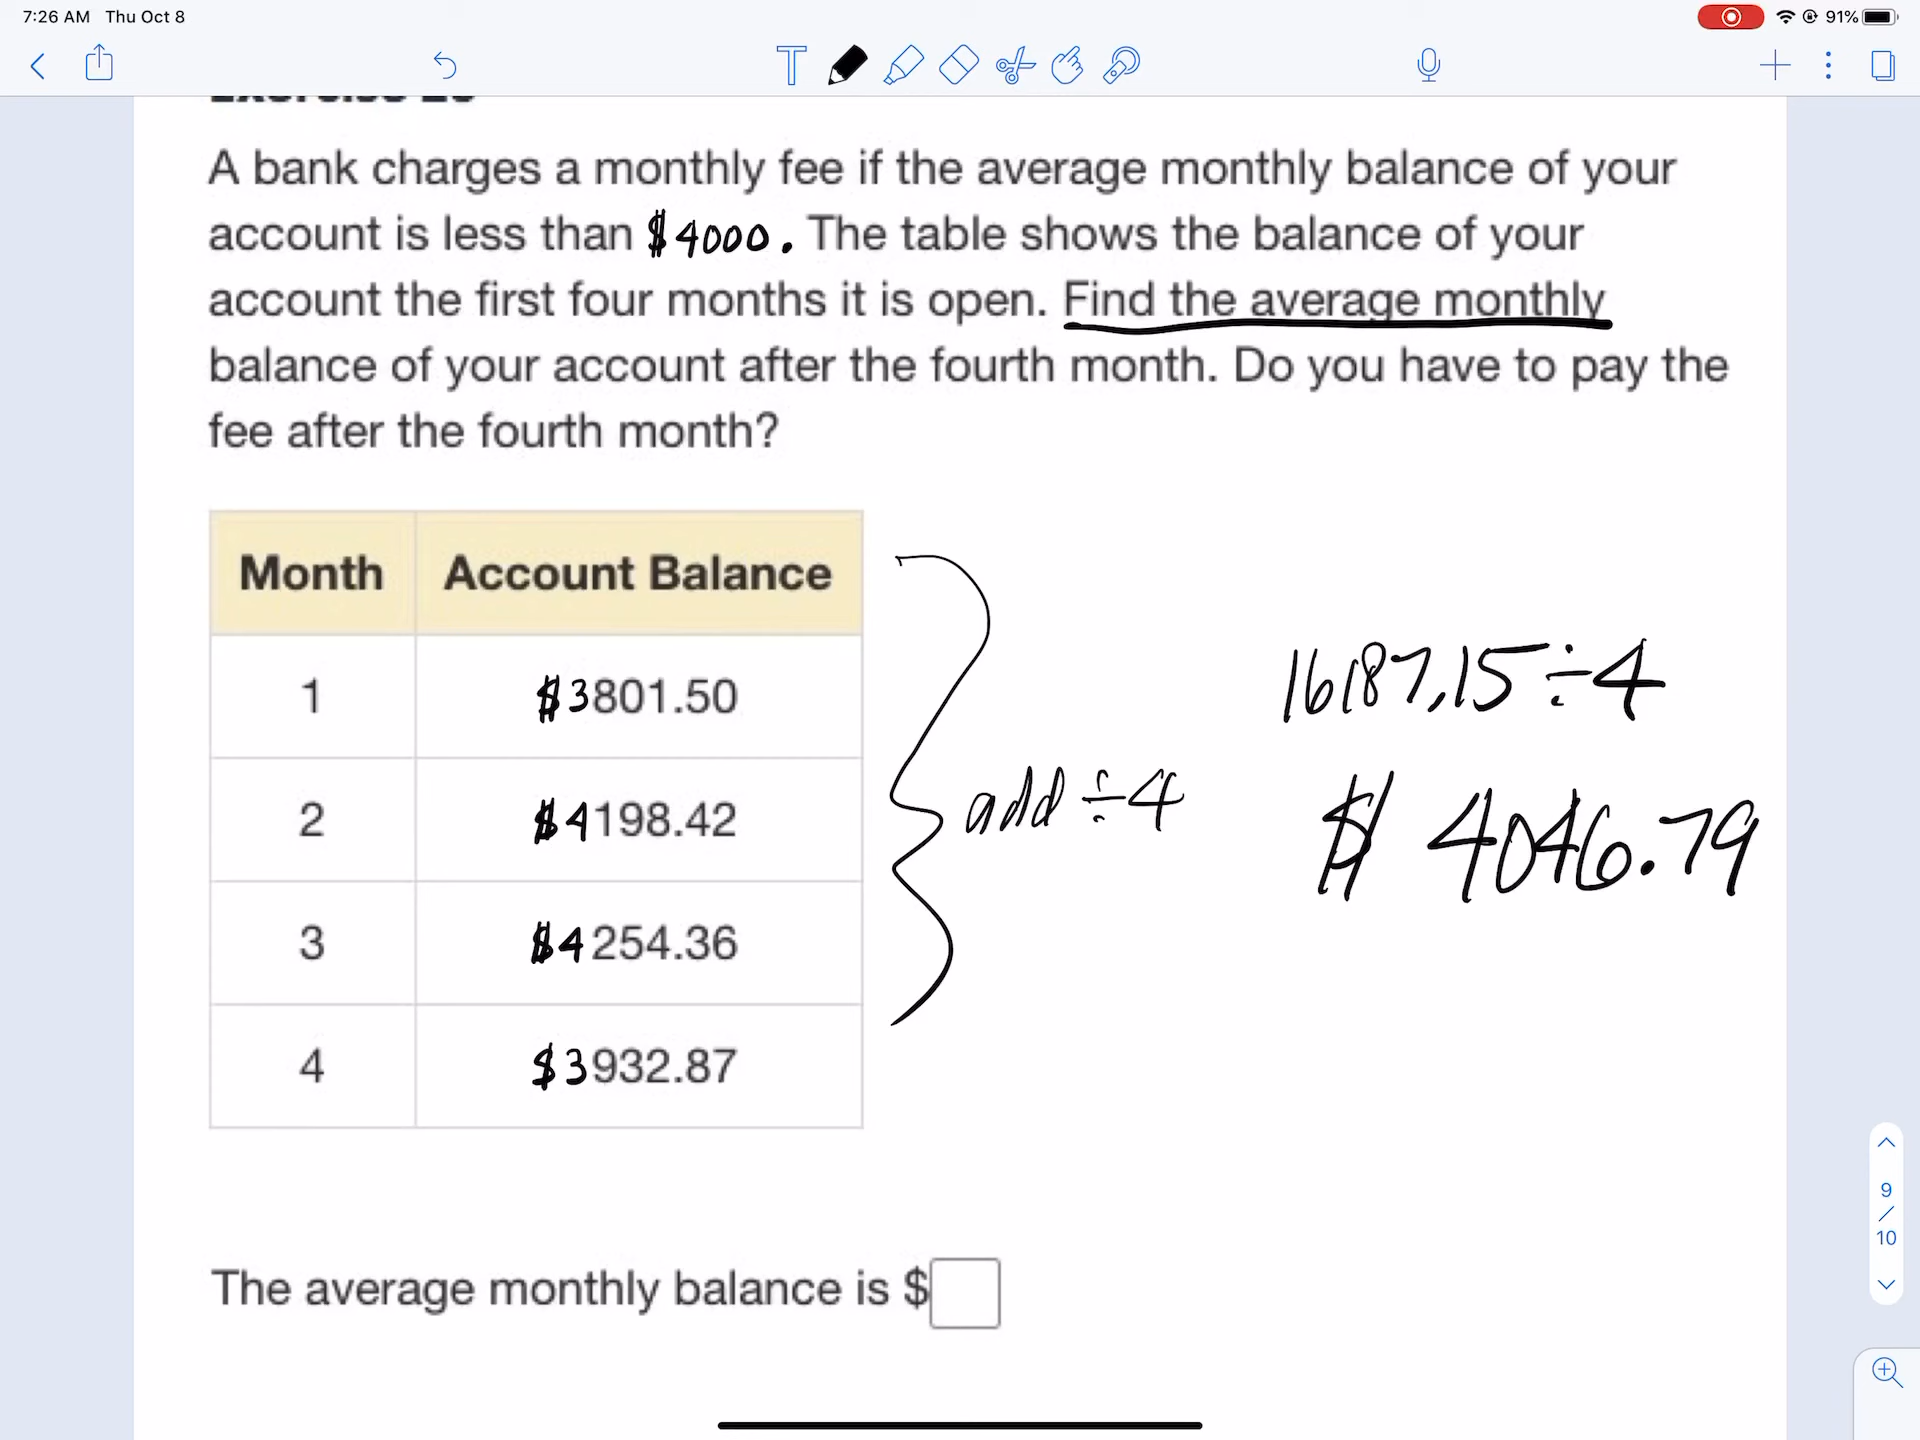 7:26 AM Thu Oct 8
91%
A bank charges a monthly fee if the average monthly balance of your
account is less than $4000. The table shows the balance of your
account the first four months it is open. Find the average monthly
balance of your account after the fourth month. Do you have to pay the
fee after the fourth month?
Month Account Balance
1 $3801.50
2 $4198.42
3 $4254.36
4 $3932.87
add ÷4
16187.15÷4
$ 4046.79
The average monthly balance is $
9
/
10